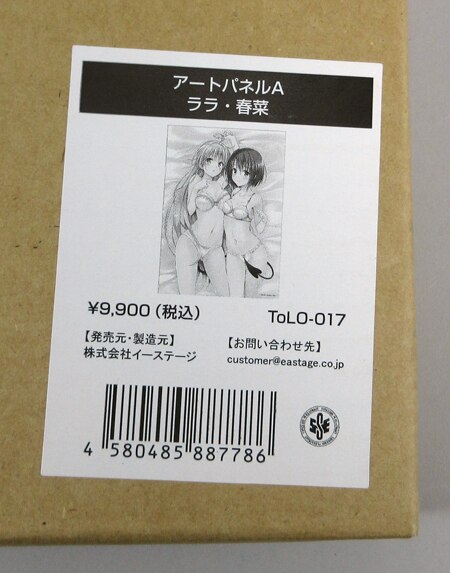 アートパネルA
ララ・春菜
¥9,900(税込)
ToLO-017
【発売元・製造元】
株式会社イーステージ
【お問い合わせ先】
customer@eastage.co.jp
4 580485 887786